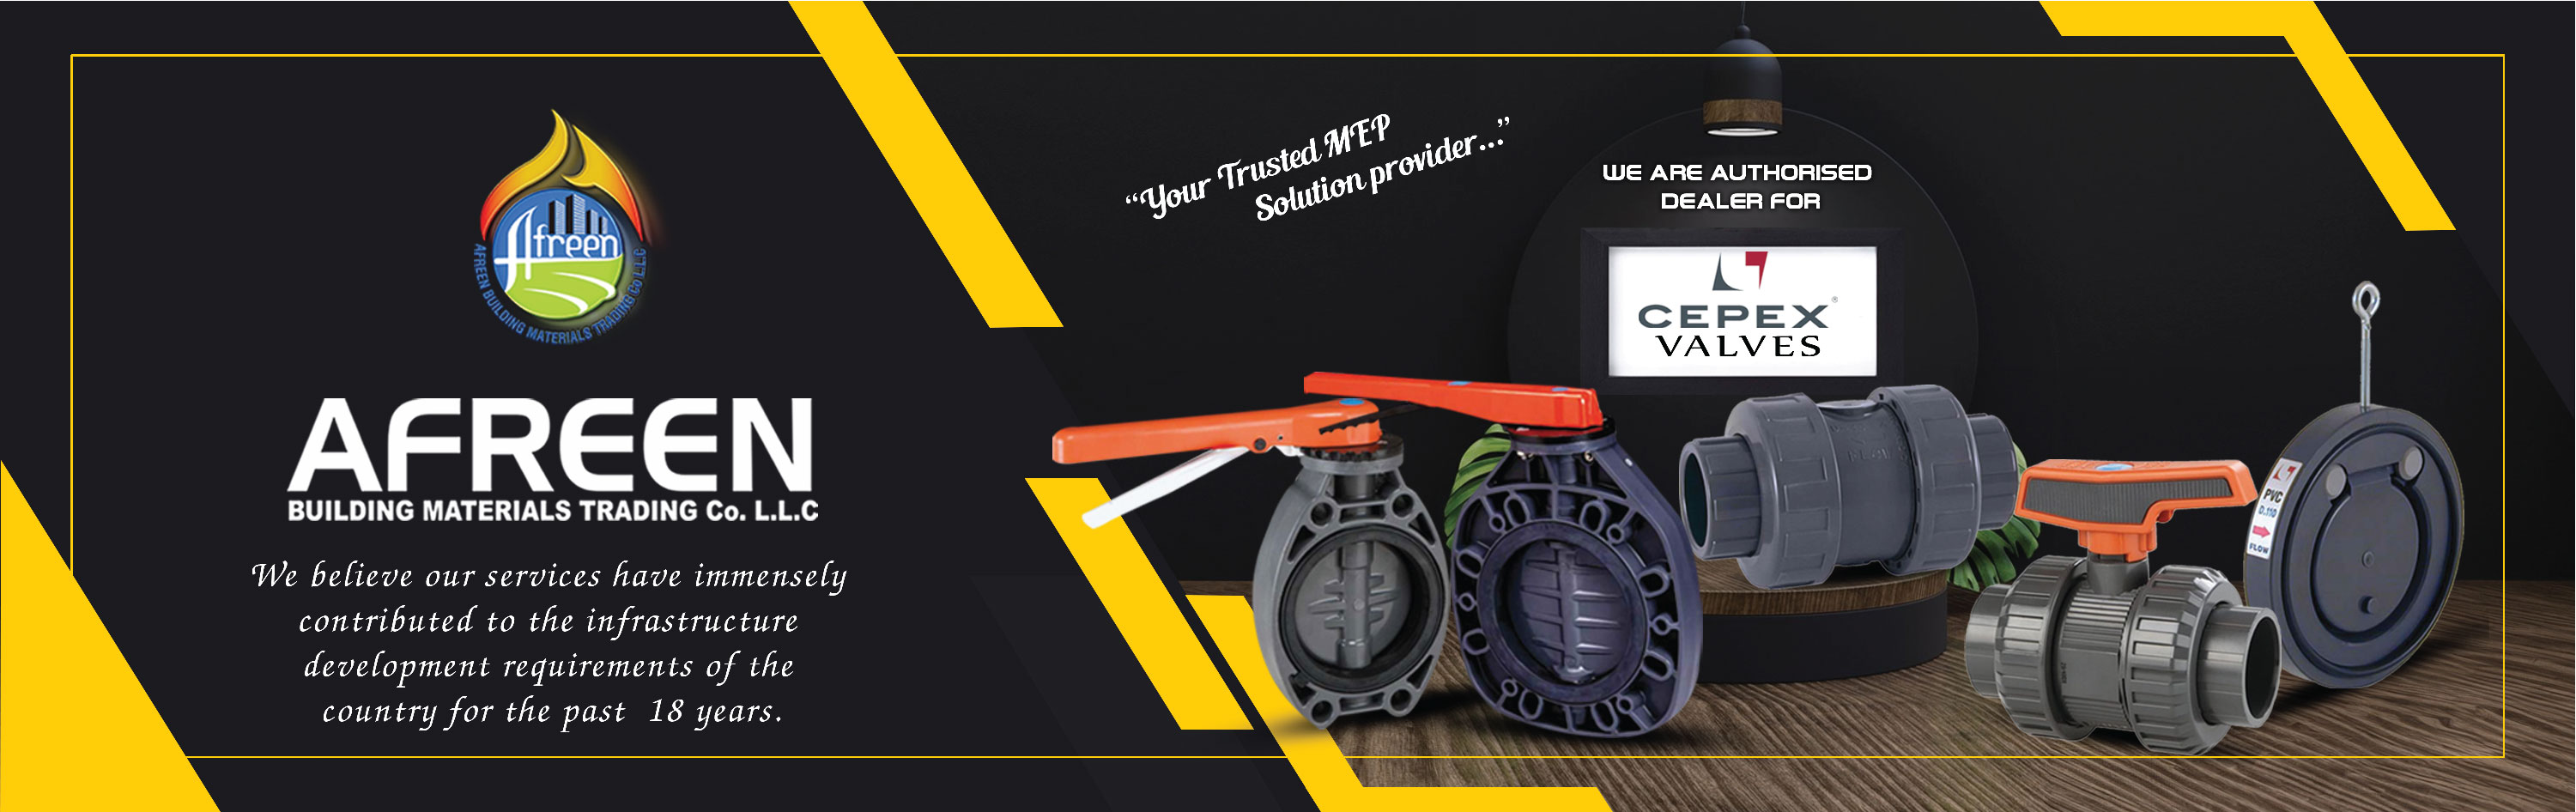 Afreen
AFREEN BUILDING MATERIALS TRADING Co L.L.C
AFREEN
BUILDING MATERIALS TRADING Co. L.L.C
We believe our services have immensely
contributed to the infrastructure
development requirements of the
country for the past 18 years.
“Your Trusted MEP
Solution provider...”
WE ARE AUTHORISED
DEALER FOR
CEPEX®
VALVES
PVC
D.110
FLOW